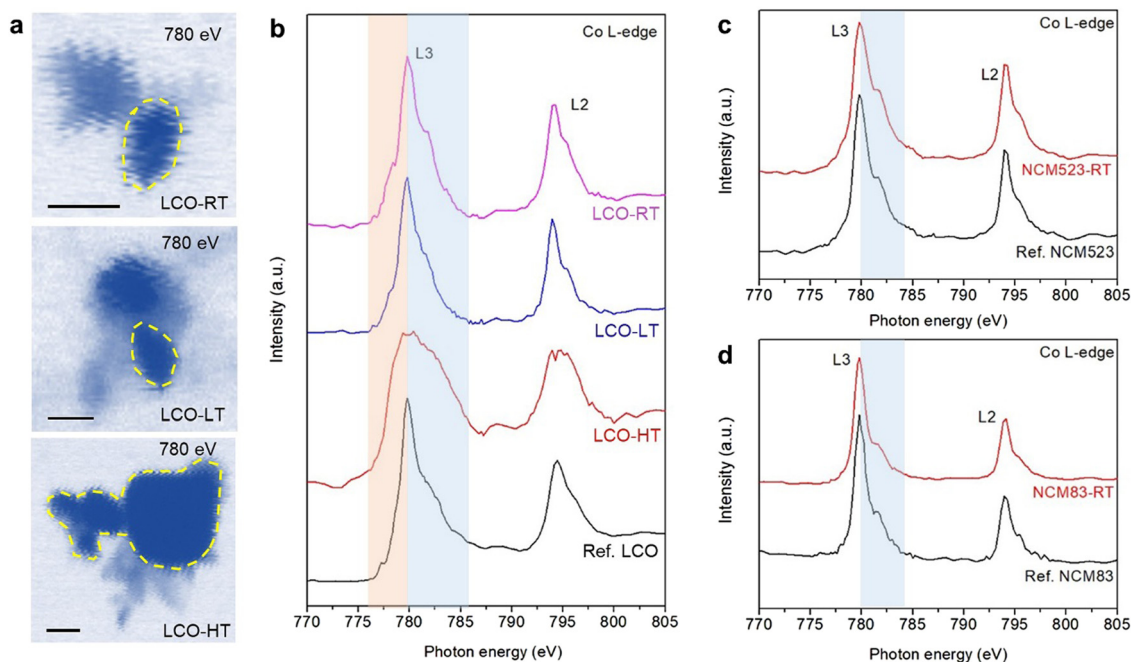 a
780 eV
LCO-RT
780 eV
LCO-LT
780 eV
LCO-HT
b
Co L-edge
L3
L2
LCO-RT
LCO-LT
LCO-HT
Ref. LCO
Intensity (a.u.)
770 775 780 785 790 795 800 805
Photon energy (eV)
c
Co L-edge
L3
L2
NCM523-RT
Ref. NCM523
Intensity (a.u.)
770 775 780 785 790 795 800 805
Photon energy (eV)
d
Co L-edge
L3
L2
NCM83-RT
Ref. NCM83
Intensity (a.u.)
770 775 780 785 790 795 800 805
Photon energy (eV)